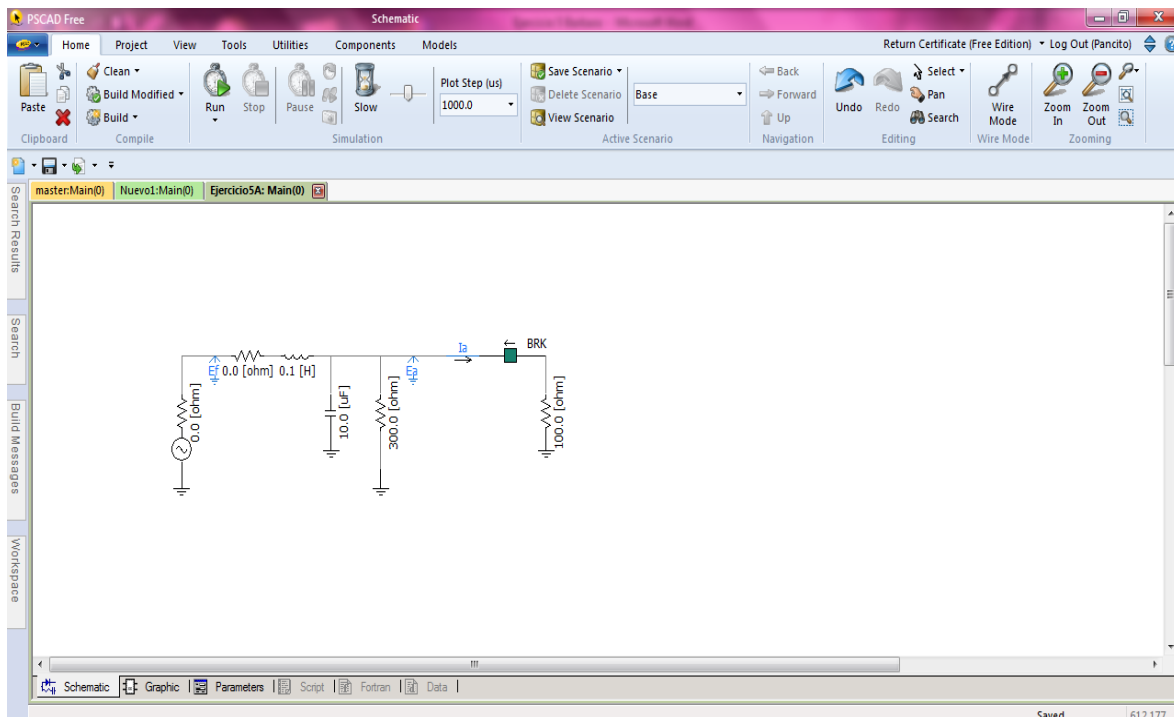 PSCAD Free
Schematic
Home Project View Tools Utilities Components Models
Return Certificate (Free Edition) Log Out (Pancito)
Paste
Clean
Build Modified
Build
Run Stop Pause Slow
Plot Step (us)
1000.0
Save Scenario
Delete Scenario
View Scenario
Base
Back
Forward
Up
Undo Redo
Select
Pan
Search
Wire Mode
Zoom In
Zoom Out
Clipboard Compile Simulation Active Scenario Navigation Editing Wire Mode Zooming
master:Main(0) Nuevo1:Main(0) Ejercicio5A: Main(0)
Search Results
Search
Build Messages
Workspace
Ef
0.0 [ohm] 0.1 [H]
Ea
Ia
BRK
0.0 [ohm]
10.0 [uF]
300.0 [ohm]
100.0 [ohm]
Schematic Graphic Parameters Script Fortran Data
Saved 612,177